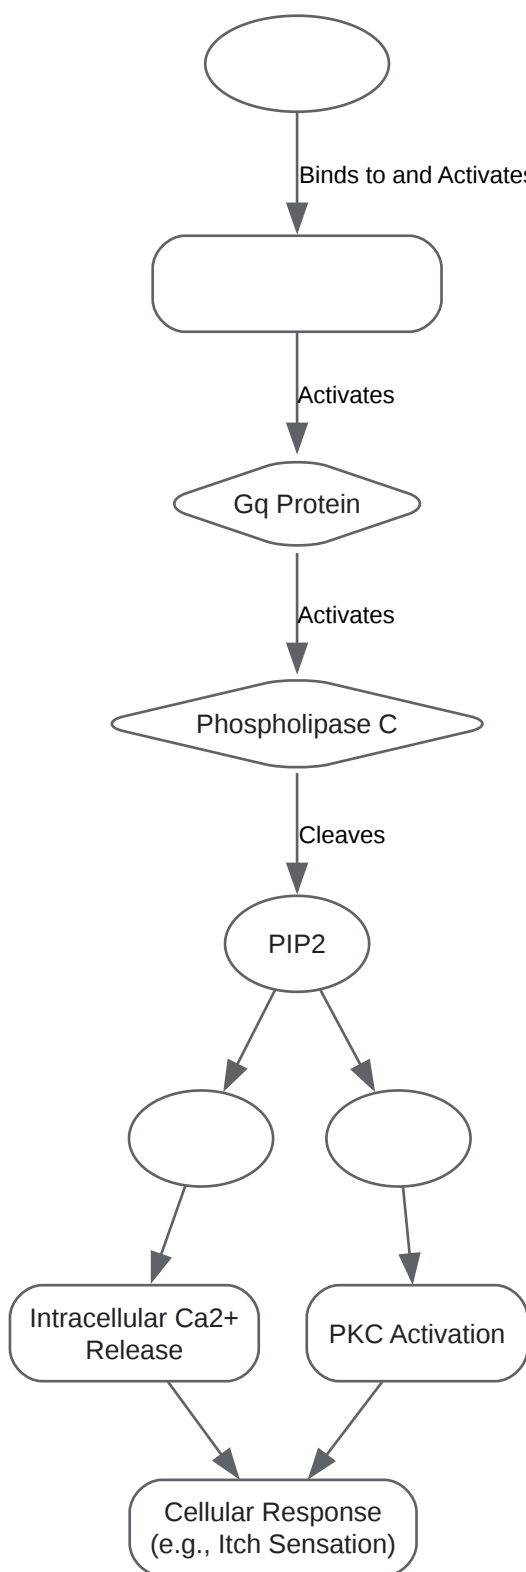 Binds to and Activates
Activates
Gq Protein
Activates
Phospholipase C
Cleaves
PIP2
Intracellular Ca2+
Release
PKC Activation
Cellular Response
(e.g., Itch Sensation)